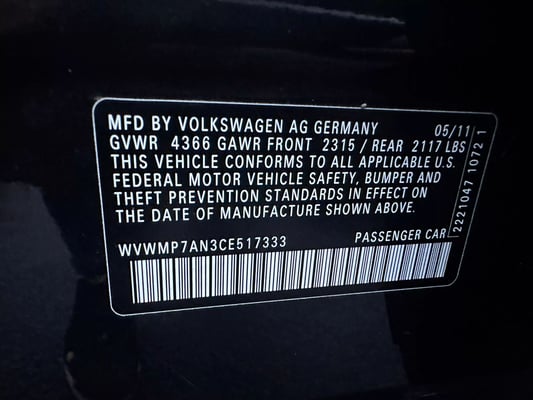 MFD BY VOLKSWAGEN AG GERMANY 05/11
GVWR 4366 GAWR FRONT 2315 / REAR 2117 LBS
THIS VEHICLE CONFORMS TO ALL APPLICABLE U.S.
FEDERAL MOTOR VEHICLE SAFETY, BUMPER AND
THEFT PREVENTION STANDARDS IN EFFECT ON
THE DATE OF MANUFACTURE SHOWN ABOVE.
WVWMP7AN3CE517333 PASSENGER CAR
2221047 1072 1